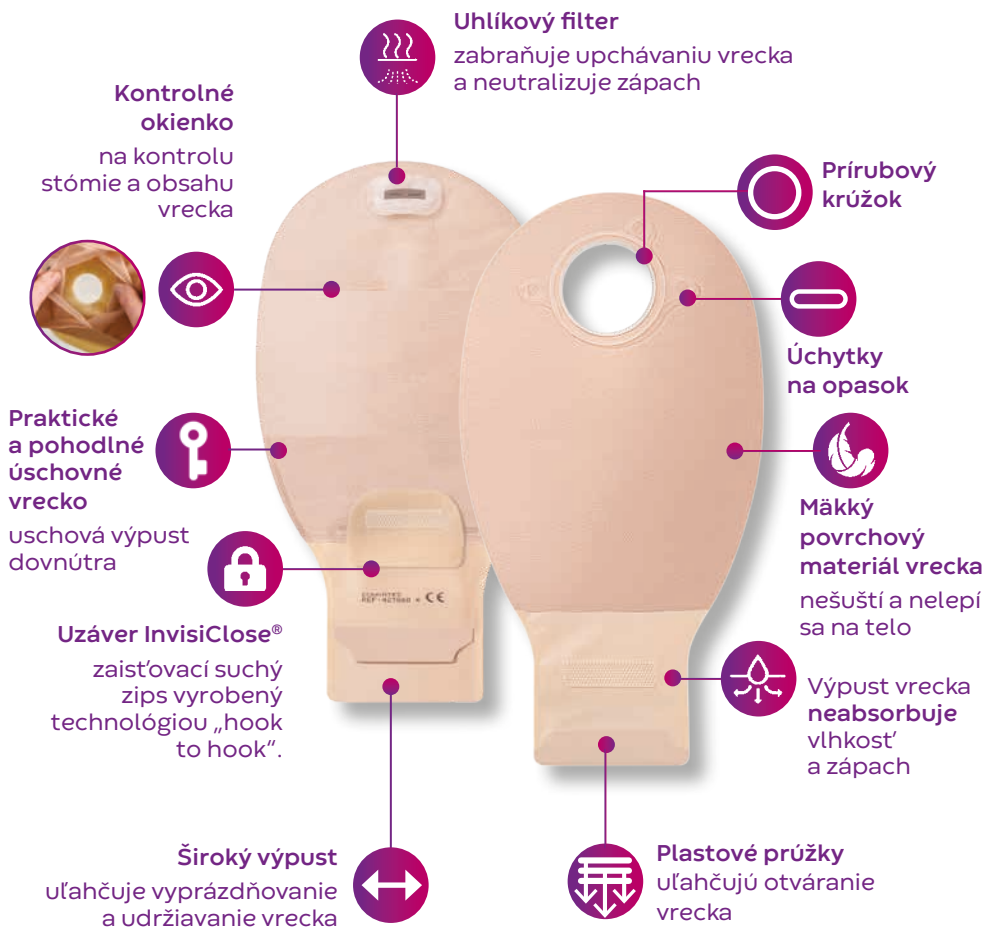 Uhlíkový filter
zabraňuje upchávaniu vrecka
a neutralizuje zápach
Kontrolné
okienko
na kontrolu
stómie a obsahu
vrecka
Prírubový
krúžok
Úchytky
na opasok
Praktické
a pohodlné
úschovné
vrecko
uschová výpust
dovnútra
Mäkký
povrchový
materiál vrecka
nešuští a nelepí
sa na telo
CE
Uzáver InvisiClose®
zaisťovací suchý
zips vyrobený
technológiou „hook
to hook“.
Výpust vrecka
neabsorbuje
vlhkosť
a zápach
Široký výpust
uľahčuje vyprázdňovanie
a udržiavanie vrecka
Plastové prúžky
uľahčujú otváranie
vrecka